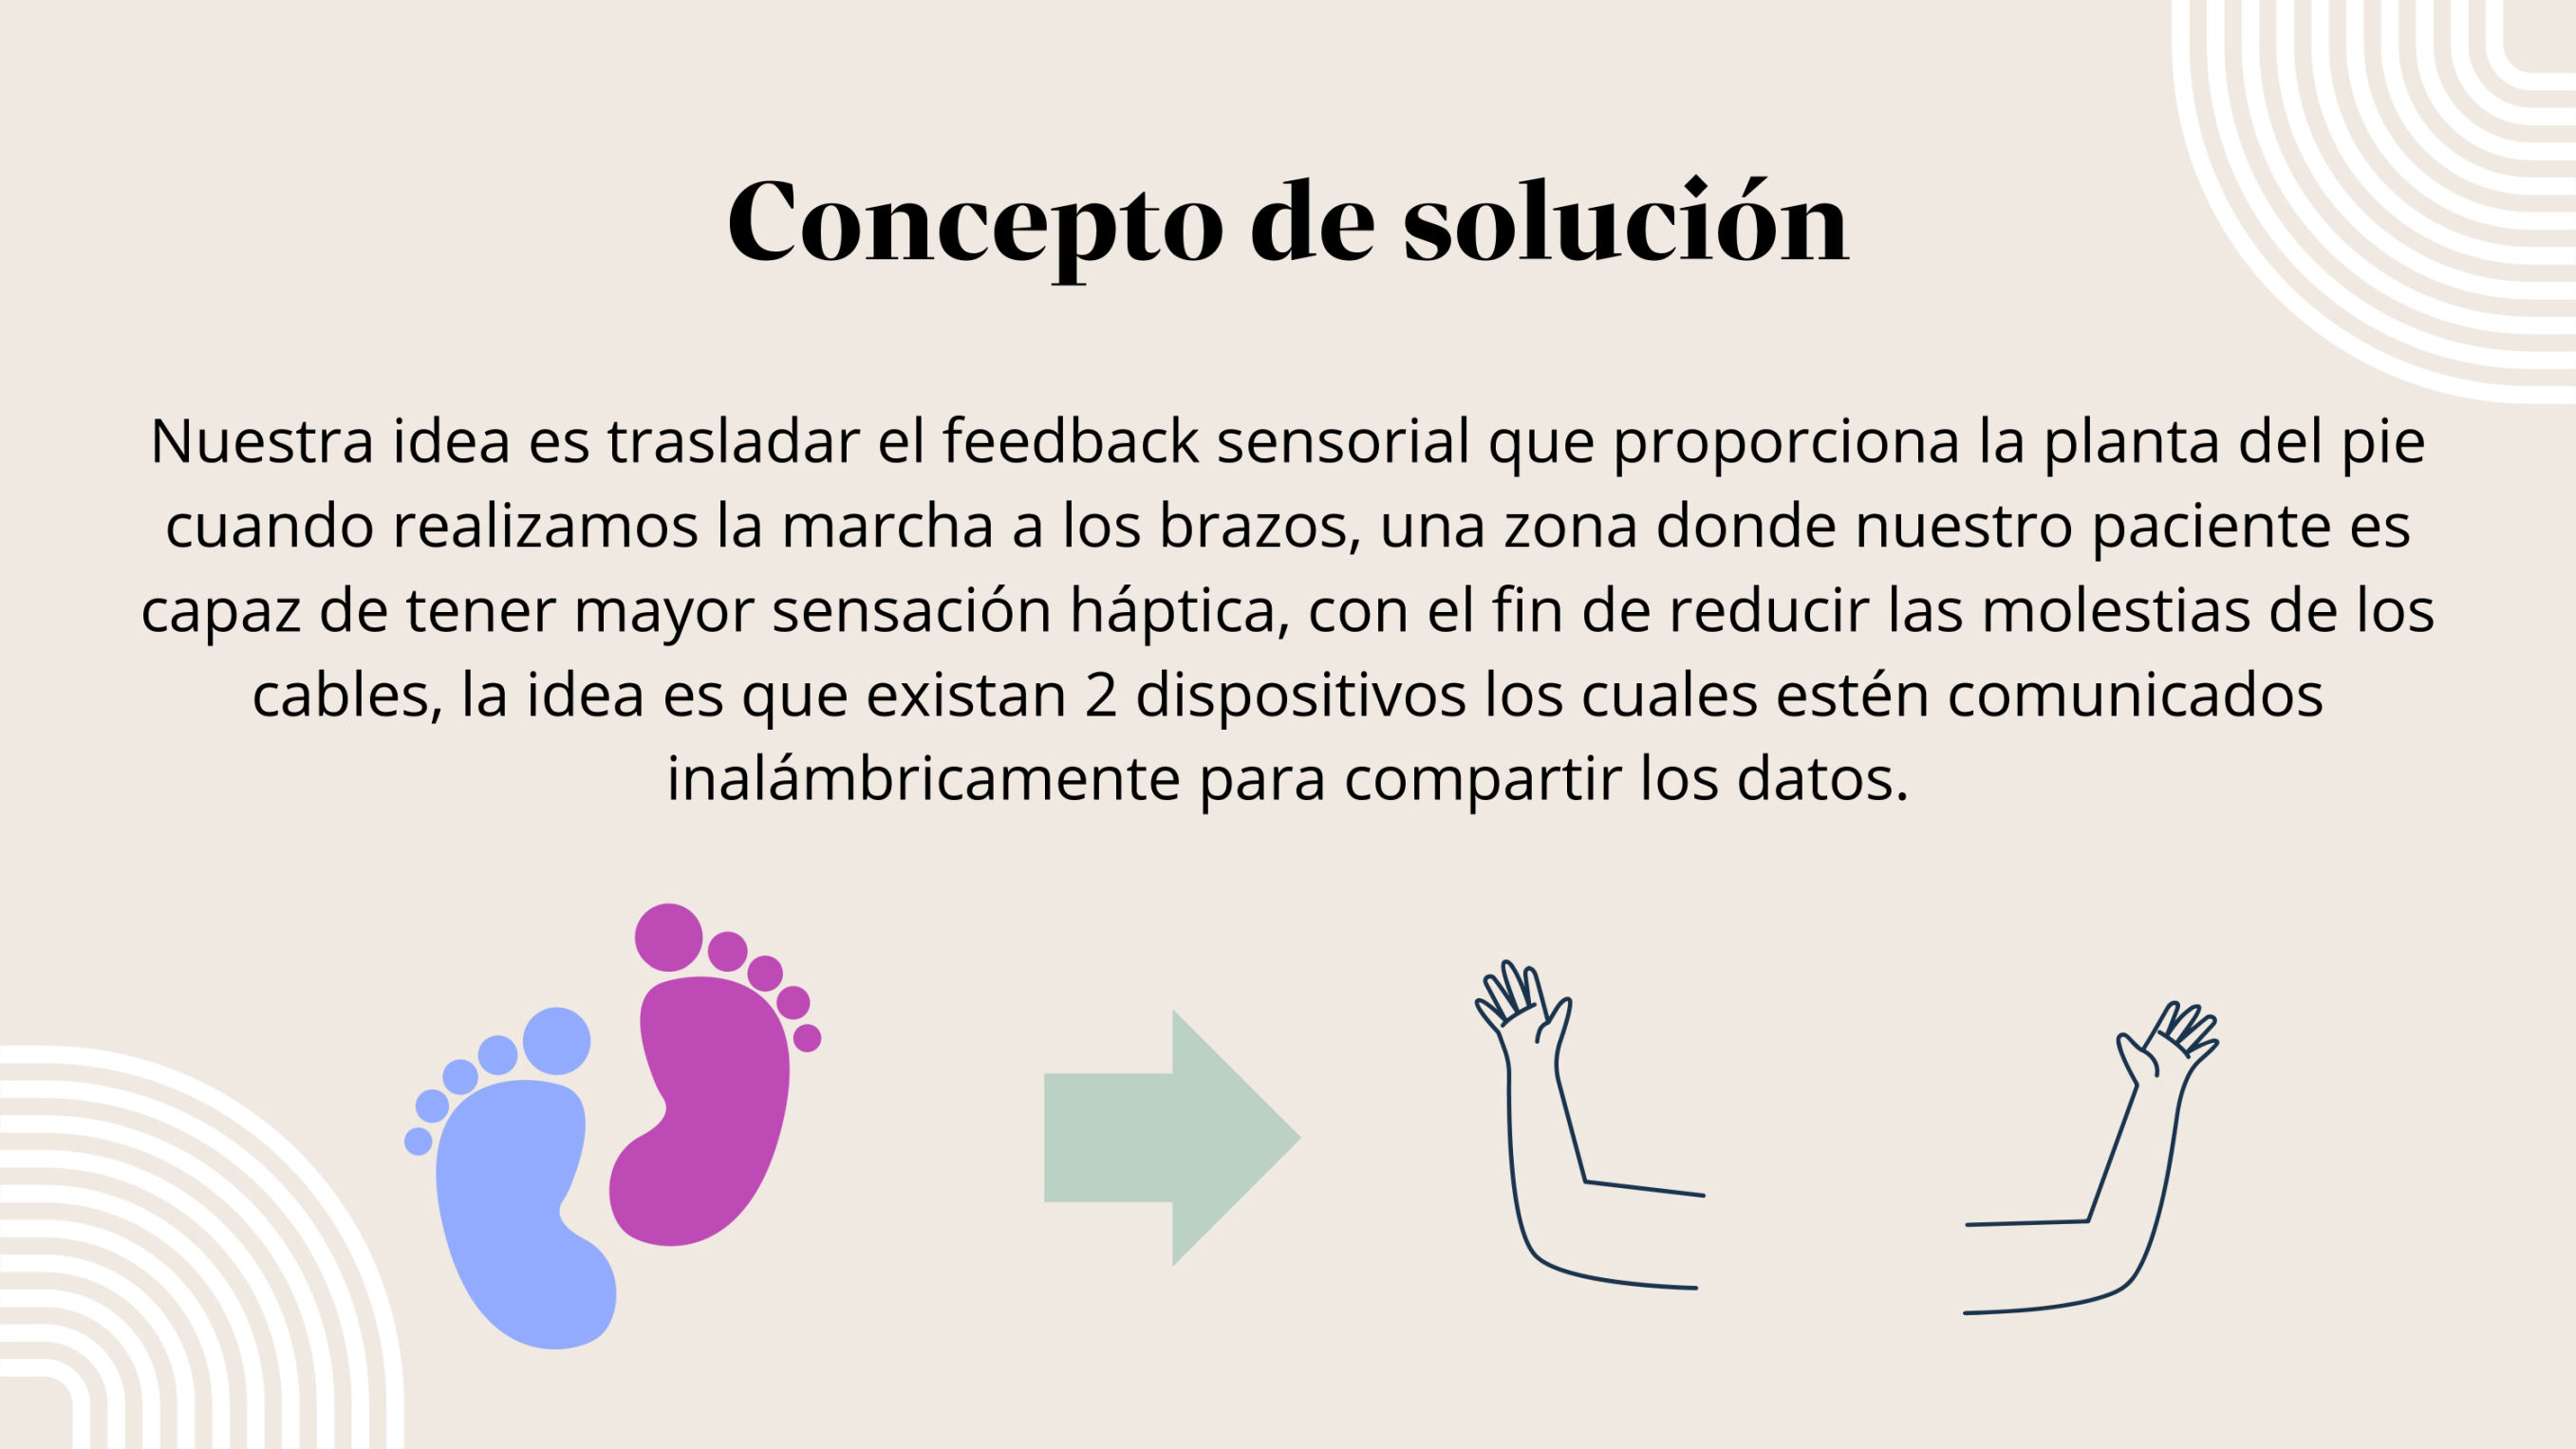 Concepto de solución
Nuestra idea es trasladar el feedback sensorial que proporciona la planta del pie
cuando realizamos la marcha a los brazos, una zona donde nuestro paciente es
capaz de tener mayor sensación háptica, con el fin de reducir las molestias de los
cables, la idea es que existan 2 dispositivos los cuales estén comunicados
inalámbricamente para compartir los datos.